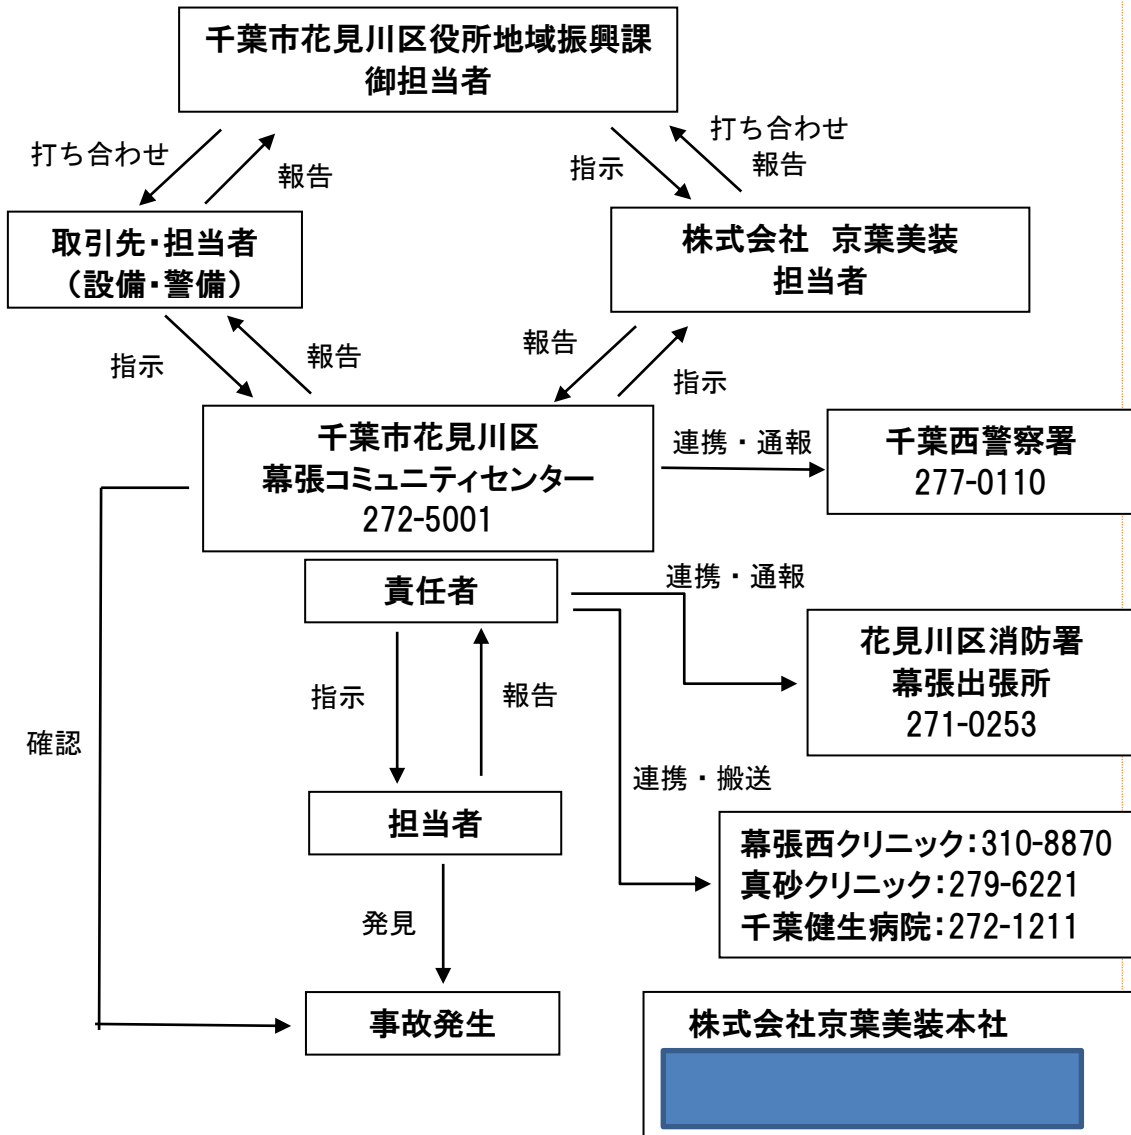 千葉市花見川区役所地域振興課
御担当者
打ち合わせ
報告
指示
打ち合わせ
報告
取引先・担当者
（設備・警備）
株式会社　京葉美装
担当者
指示
報告
報告
指示
千葉市花見川区
幕張コミュニティセンター
272-5001
連携・通報
千葉西警察署
277-0110
責任者
連携・通報
花見川区消防署
幕張出張所
271-0253
指示
報告
確認
連携・搬送
担当者
幕張西クリニック：310-8870
真砂クリニック：279-6221
千葉健生病院：272-1211
発見
事故発生
株式会社京葉美装本社